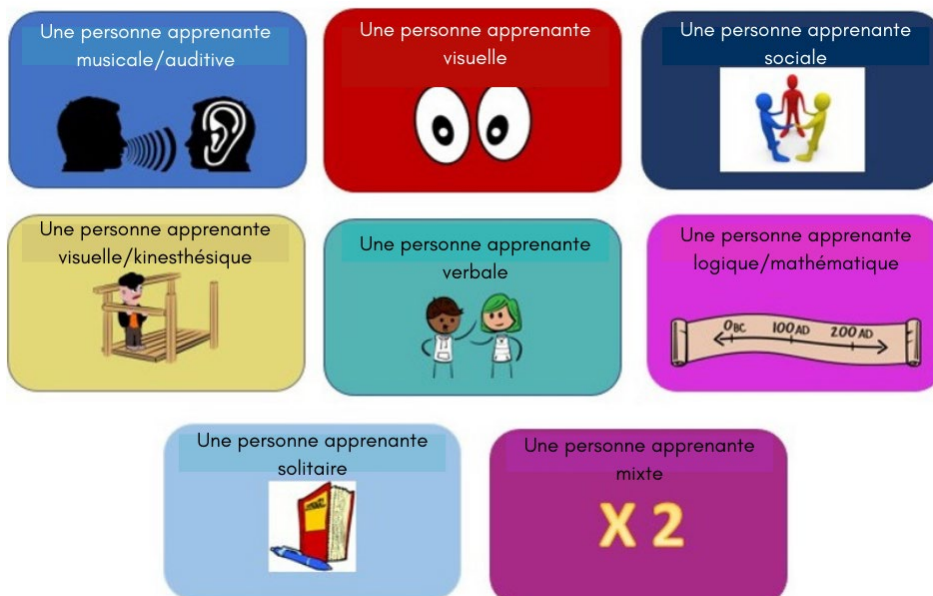 Une personne apprenante
musicale/auditive
Une personne apprenante
visuelle
Une personne apprenante
sociale
Une personne apprenante
visuelle/kinesthésique
Une personne apprenante
verbale
Une personne apprenante
logique/mathématique
0BC 100AD 200AD
Une personne apprenante
solitaire
Une personne apprenante
mixte
X 2